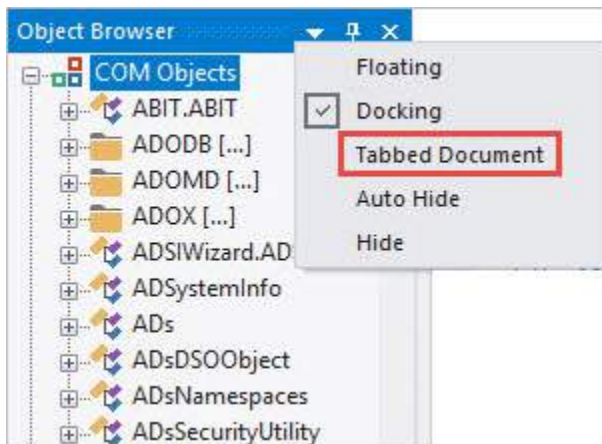 Object Browser
COM Objects
ABIT.ABIT
ADODB [...]
ADOMD [...]
ADOX [...]
ADSIWizard.AD
ADSystemInfo
ADs
ADsDSOObject
ADsNamespaces
ADsSecurityUtility
Floating
Docking
Tabbed Document
Auto Hide
Hide